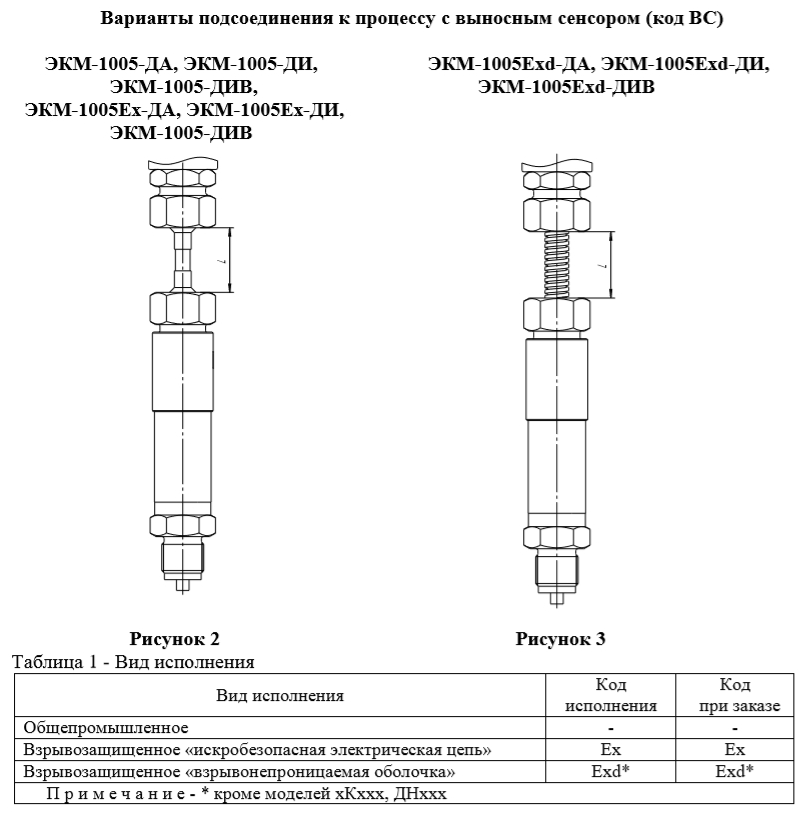 Варианты подсоединения к процессу с выносным сенсором (код ВС)
ЭКМ-1005-ДА, ЭКМ-1005-ДИ,
ЭКМ-1005-ДИВ,
ЭКМ-1005Ex-ДА, ЭКМ-1005Ex-ДИ,
ЭКМ-1005-ДИВ
ЭКМ-1005Exd-ДА, ЭКМ-1005Exd-ДИ,
ЭКМ-1005Exd-ДИВ
Рисунок 2
Рисунок 3
Таблица 1 - Вид исполнения
Вид исполнения
Код
исполнения
Код
при заказе
Общепромышленное
-
-
Взрывозащищенное «искробезопасная электрическая цепь»
Ex
Ex
Взрывозащищенное «взрывонепроницаемая оболочка»
Exd*
Exd*
П р и м е ч а н и е - * кроме моделей хКххх, ДНххх